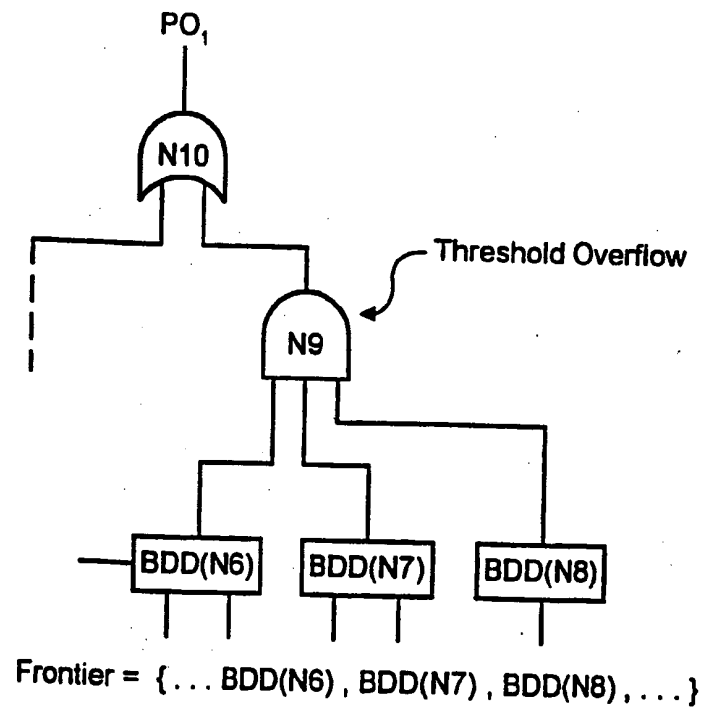 PO₁
N10
Threshold Overflow
N9
BDD(N6)
BDD(N7)
BDD(N8)
Frontier = {... BDD(N6), BDD(N7), BDD(N8), ...}